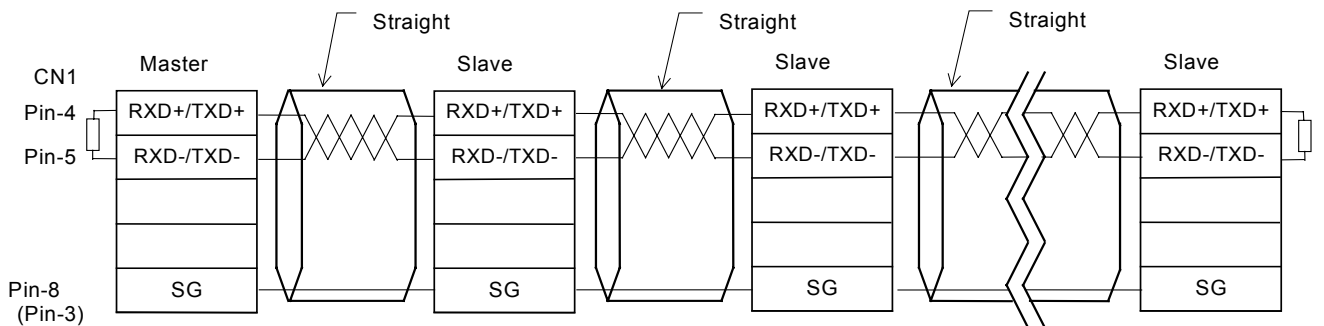 Straight
Straight
Straight
CN1
Master
Slave
Slave
Slave
Pin-4
RXD+/TXD+
RXD+/TXD+
RXD+/TXD+
RXD+/TXD+
Pin-5
RXD-/TXD-
RXD-/TXD-
RXD-/TXD-
RXD-/TXD-
Pin-8
(Pin-3)
SG
SG
SG
SG